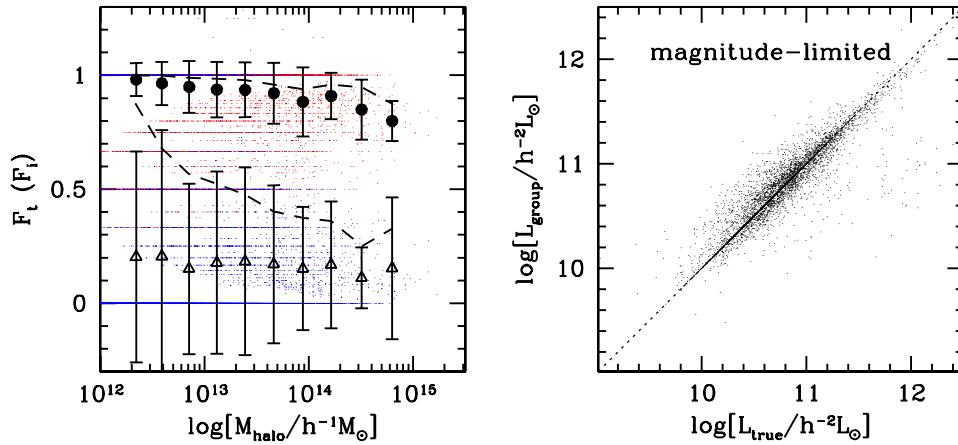 F_t (F_i)
1
0.5
0
10^12
10^13
10^14
10^15
log[M_halo/h^-1M_⊙]
magnitude-limited
log[L_group/h^-2L_⊙]
12
11
10
10
11
12
log[L_true/h^-2L_⊙]